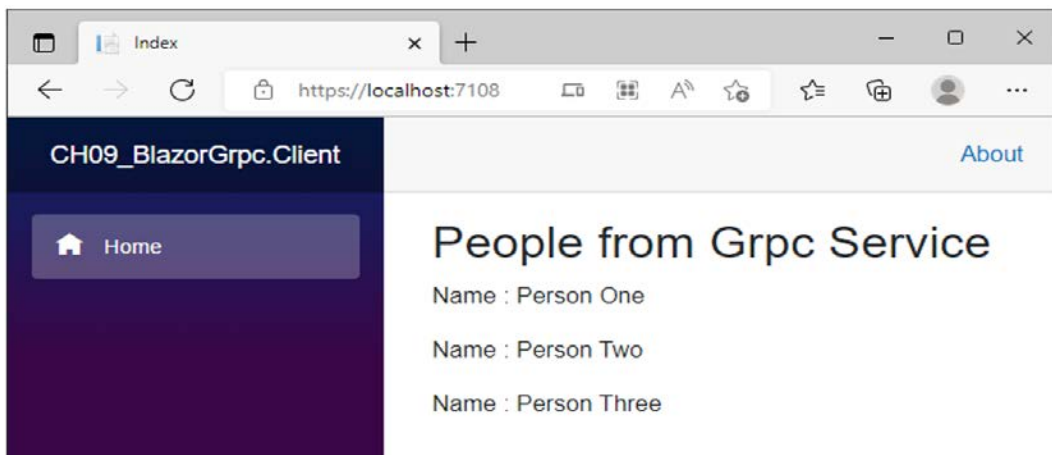 Index
https://localhost:7108
CH09_BlazorGrpc.Client
About
Home
People from Grpc Service
Name : Person One
Name : Person Two
Name : Person Three